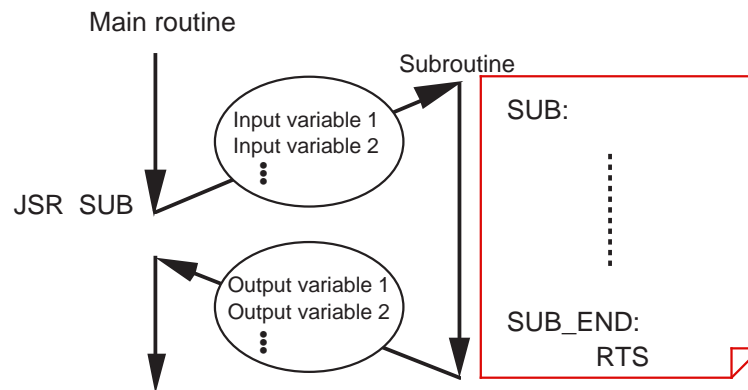 Main routine
Subroutine
Input variable 1
Input variable 2
JSR SUB
Output variable 1
Output variable 2
SUB:
SUB_END:
RTS